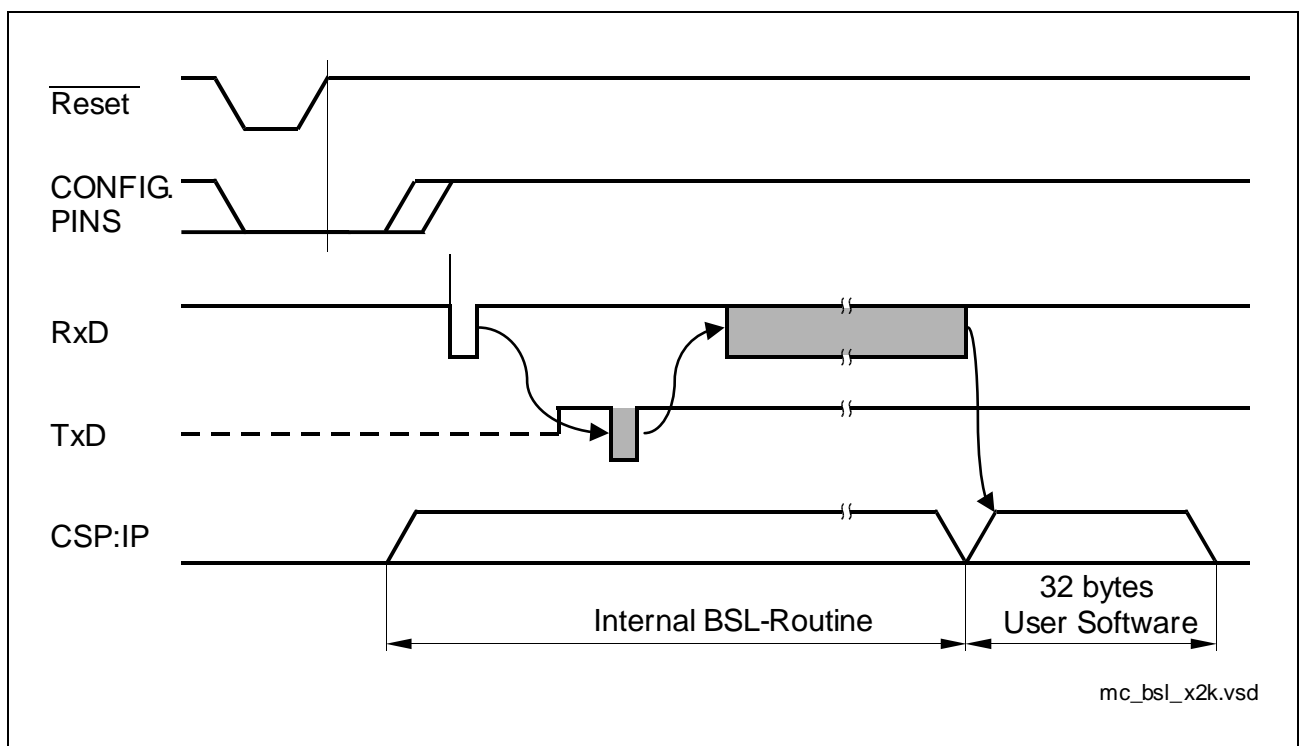 Reset
CONFIG.
PINS
RxD
TxD
CSP:IP
Internal BSL-Routine
32 bytes
User Software
mc_bsl_x2k.vsd